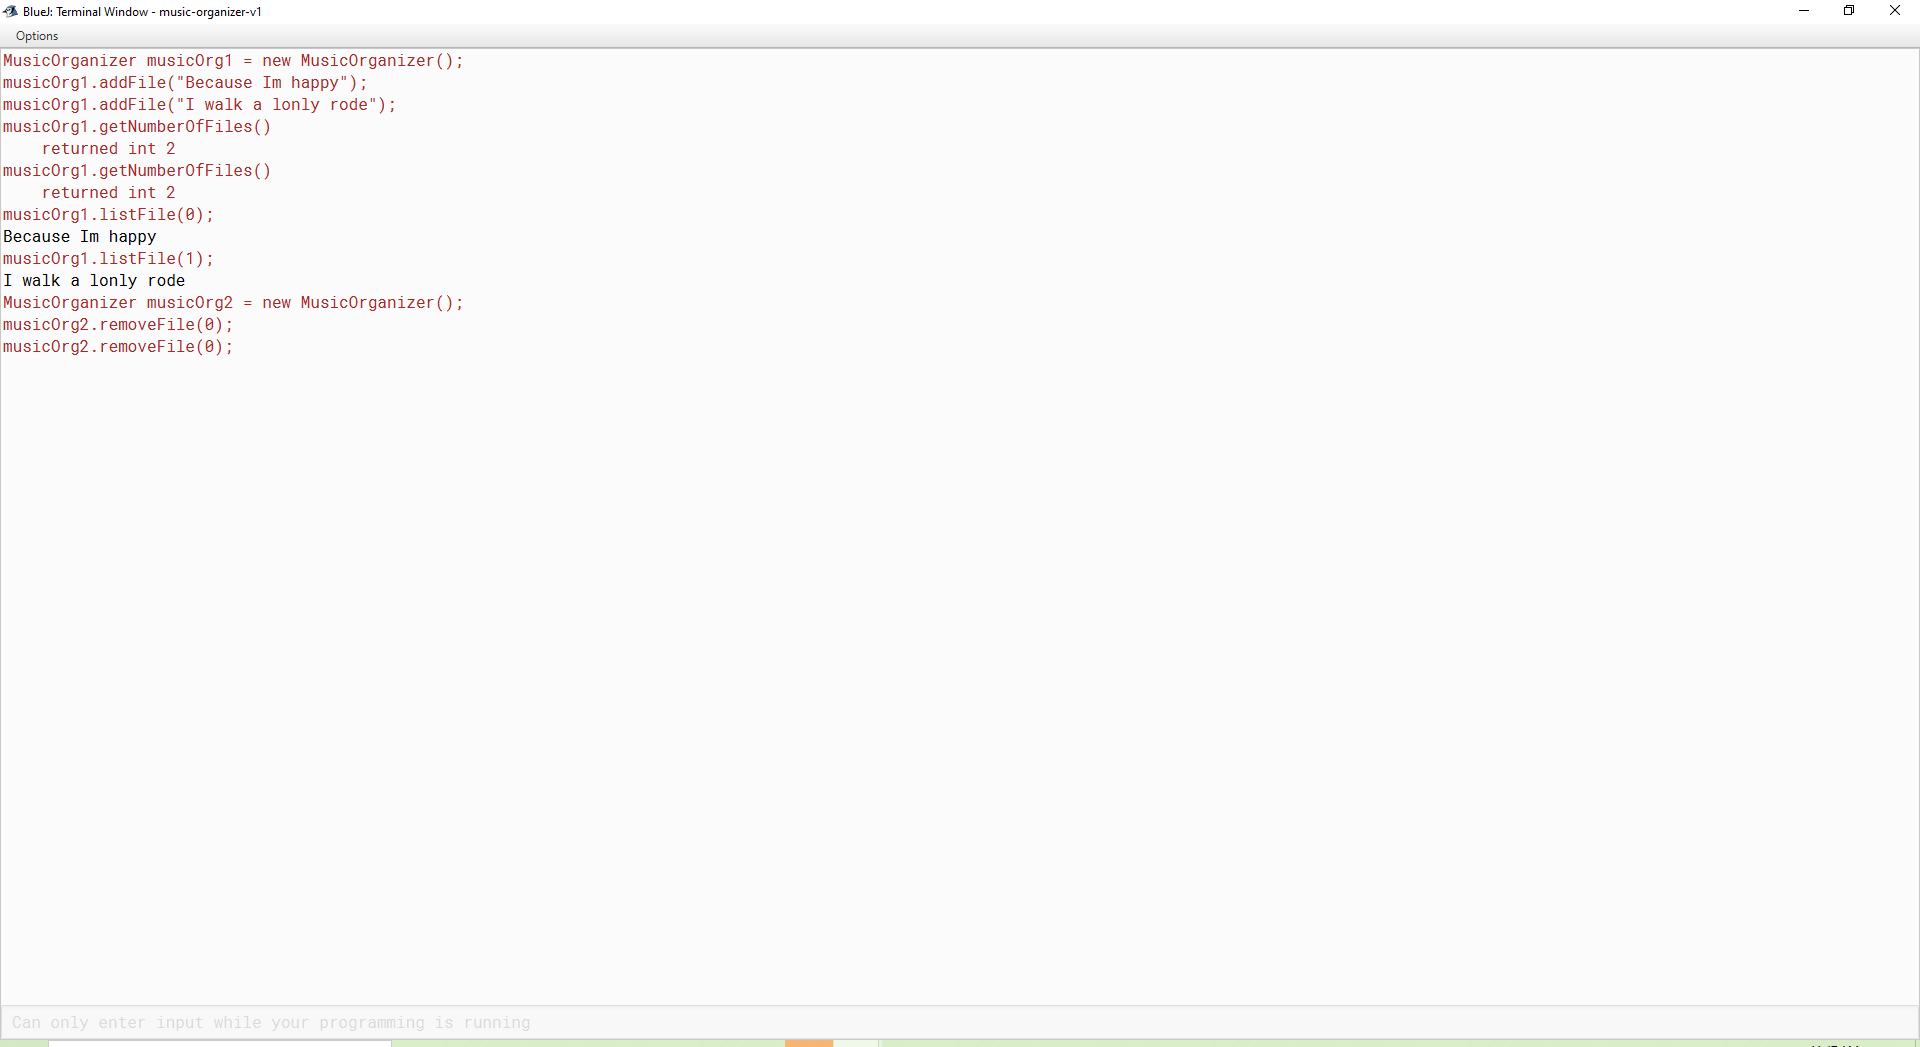 BlueJ: Terminal Window - music-organizer-v1
Options
MusicOrganizer musicOrg1 = new MusicOrganizer();
musicOrg1.addFile("Because Im happy");
musicOrg1.addFile("I walk a lonly rode");
musicOrg1.getNumberOfFiles()
    returned int 2
musicOrg1.getNumberOfFiles()
    returned int 2
musicOrg1.listFile(0);
Because Im happy
musicOrg1.listFile(1);
I walk a lonly rode
MusicOrganizer musicOrg2 = new MusicOrganizer();
musicOrg2.removeFile(0);
musicOrg2.removeFile(0);
Can only enter input while your programming is running